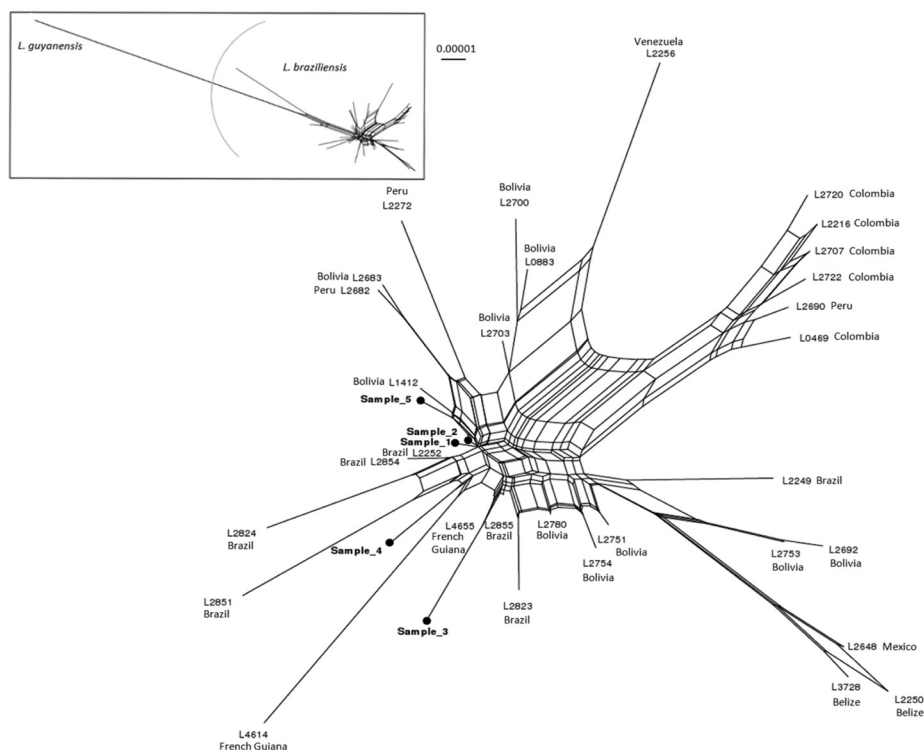 L. guyanensis
L. braziliensis
0.00001
Venezuela
L2256
Peru
L2272
Bolivia
L2700
Bolivia
L0883
L2720 Colombia
L2216 Colombia
L2707 Colombia
L2722 Colombia
L2690 Peru
L0469 Colombia
Bolivia L2683
Peru L2682
Bolivia
L2703
Bolivia L1412
Sample_5
Sample_2
Sample_1
Brazil L2252
Brazil L2854
L2249 Brazil
L2824
Brazil
Sample_4
L4655
French
Guiana
L2855
Brazil
L2780
Bolivia
L2751
Bolivia
L2754
Bolivia
L2753
Bolivia
L2692
Bolivia
L2851
Brazil
L2823
Brazil
Sample_3
L2648 Mexico
L3728
Belize
L2250
Belize
L4614
French Guiana